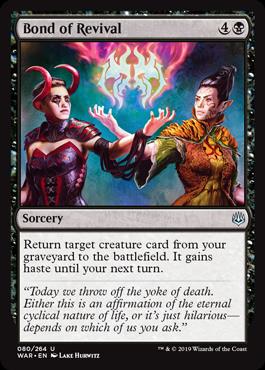 Bond of Revival 4
Sorcery
Return target creature card from your
graveyard to the battlefield. It gains
haste until your next turn.
“Today we throw off the yoke of death.
Either this is an affirmation of the eternal
cyclical nature of life, or it's just hilarious—
depends on which of us you ask.”
080/264 U
WAR • EN LAKE HURWITZ
™ & © 2019 Wizards of the Coast